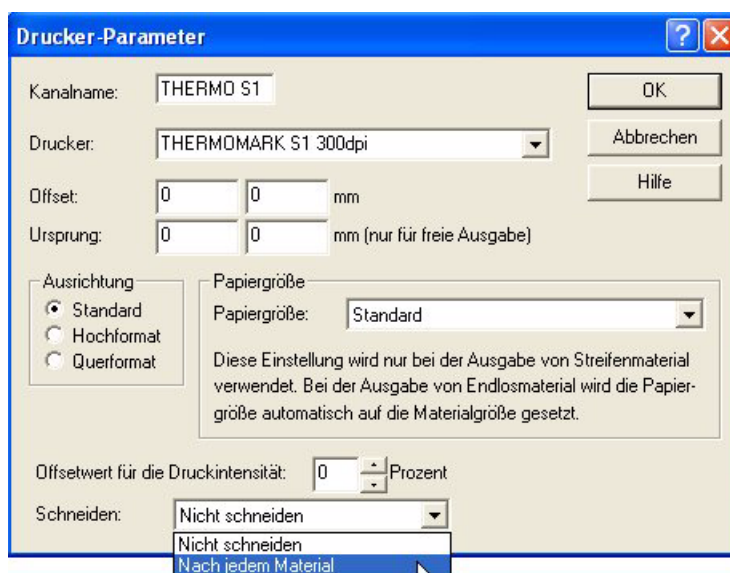 Drucker-Parameter
?
Kanalname: THERMO S1 OK
Drucker: THERMOMARK S1 300dpi Abbrechen
Hilfe
Offset: 0 0 mm
Ursprung: 0 0 mm (nur für freie Ausgabe)
Ausrichtung
Standard
Hochformat
Querformat
Papiergröße
Papiergröße: Standard
Diese Einstellung wird nur bei der Ausgabe von Streifenmaterial
verwendet. Bei der Ausgabe von Endlosmaterial wird die Papier-
größe automatisch auf die Materialgröße gesetzt.
Offsetwert für die Druckintensität: 0 Prozent
Schneiden: Nicht schneiden
Nicht schneiden
Nach jedem Material